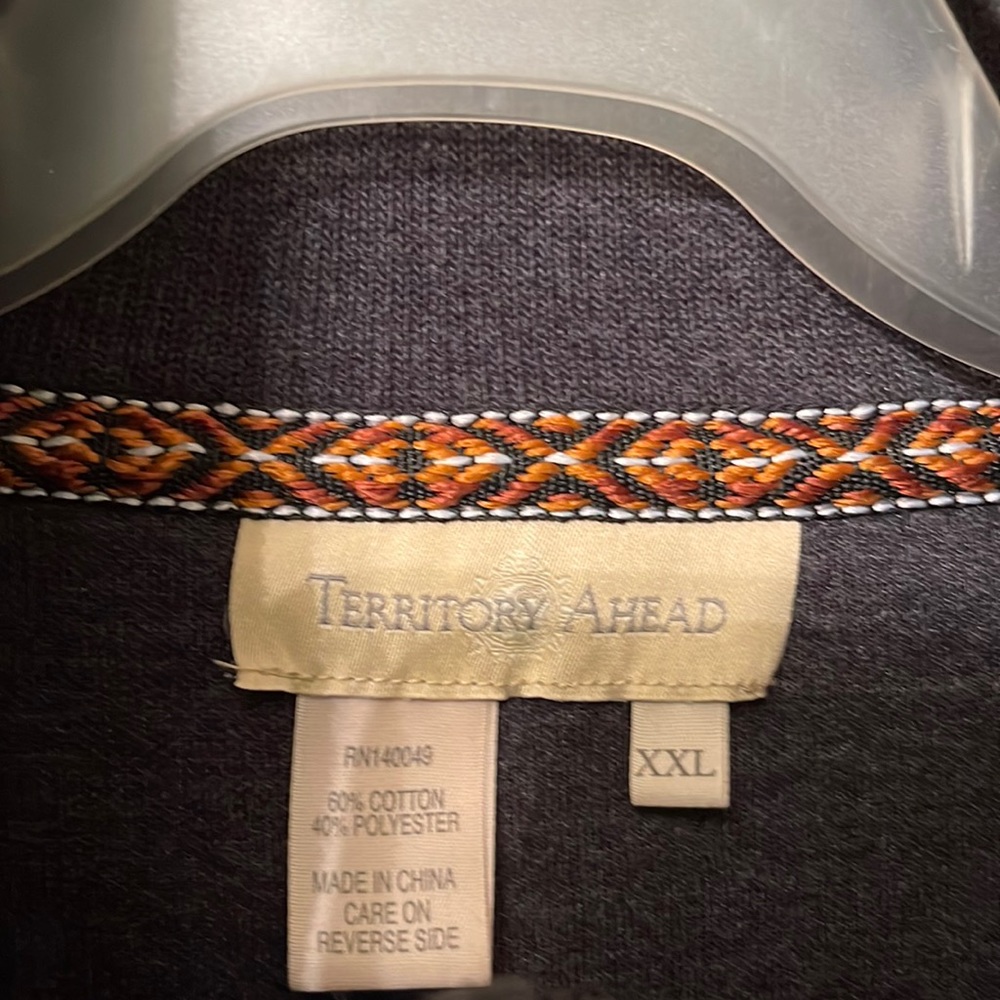 TERRITORY AHEAD
XXL
RN140049
60% COTTON
40% POLYESTER
MADE IN CHINA
CARE ON
REVERSE SIDE